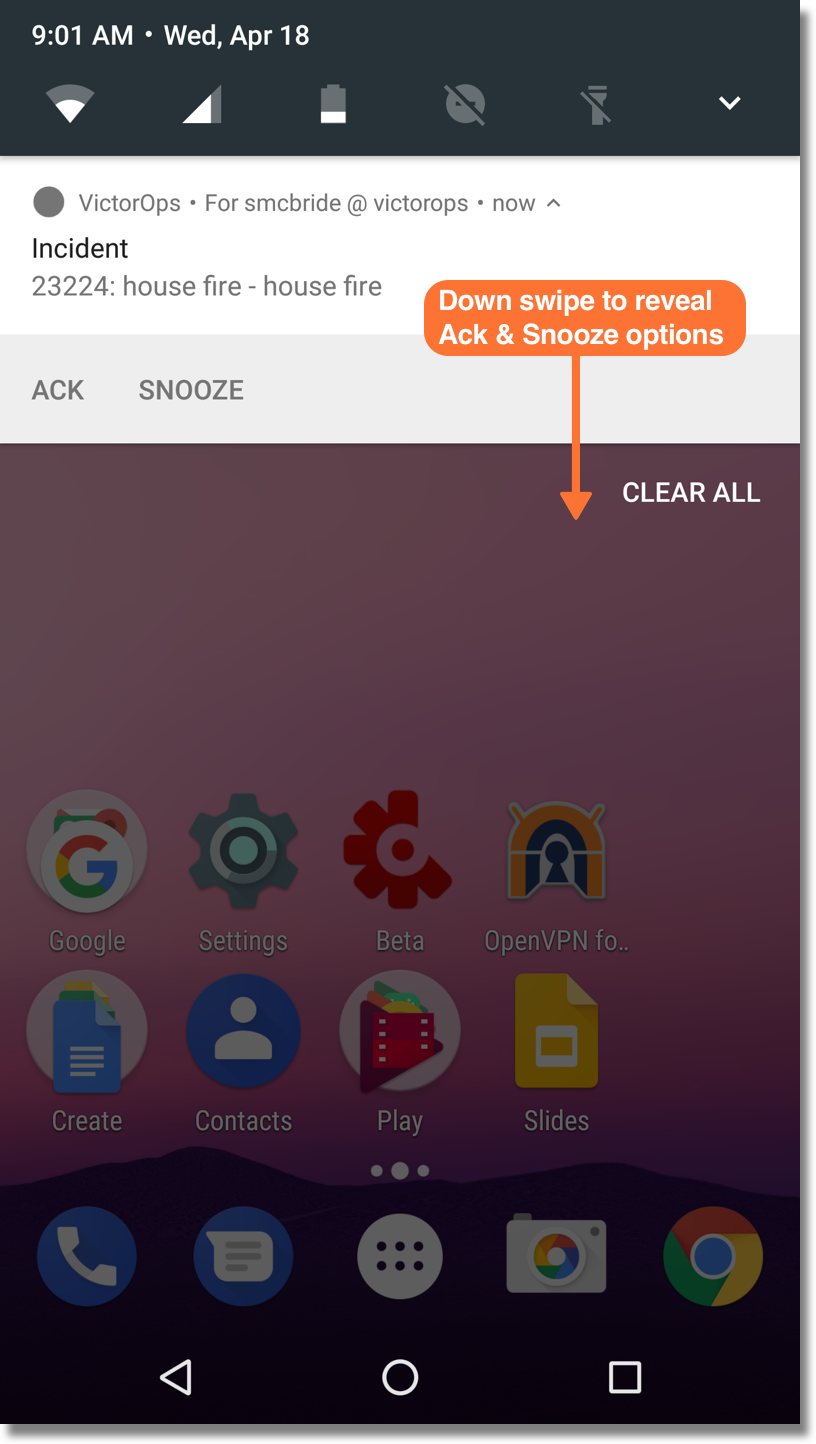 9:01 AM • Wed, Apr 18
VictorOps • For smcbride @ victorops • now
Incident
23224: house fire - house fire
Down swipe to reveal
Ack & Snooze options
ACK SNOOZE
CLEAR ALL
Google Settings Beta OpenVPN fo..
Create Contacts Play Slides